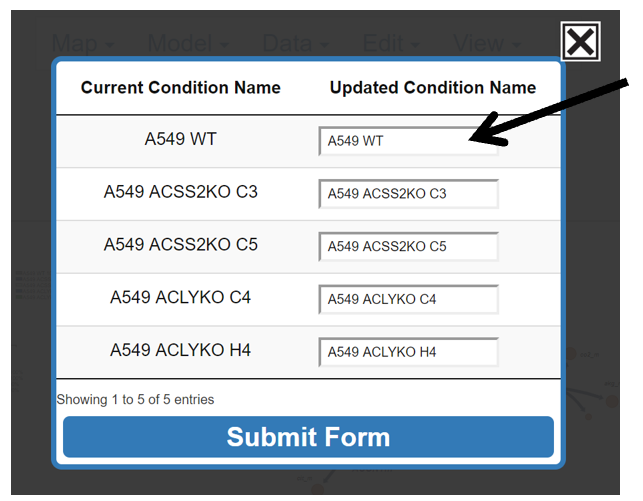 Map Model Data Edit View
Current Condition Name Updated Condition Name
A549 WT A549 WT
A549 ACSS2KO C3 A549 ACSS2KO C3
A549 ACSS2KO C5 A549 ACSS2KO C5
A549 ACLYKO C4 A549 ACLYKO C4
A549 ACLYKO H4 A549 ACLYKO H4
Showing 1 to 5 of 5 entries
Submit Form